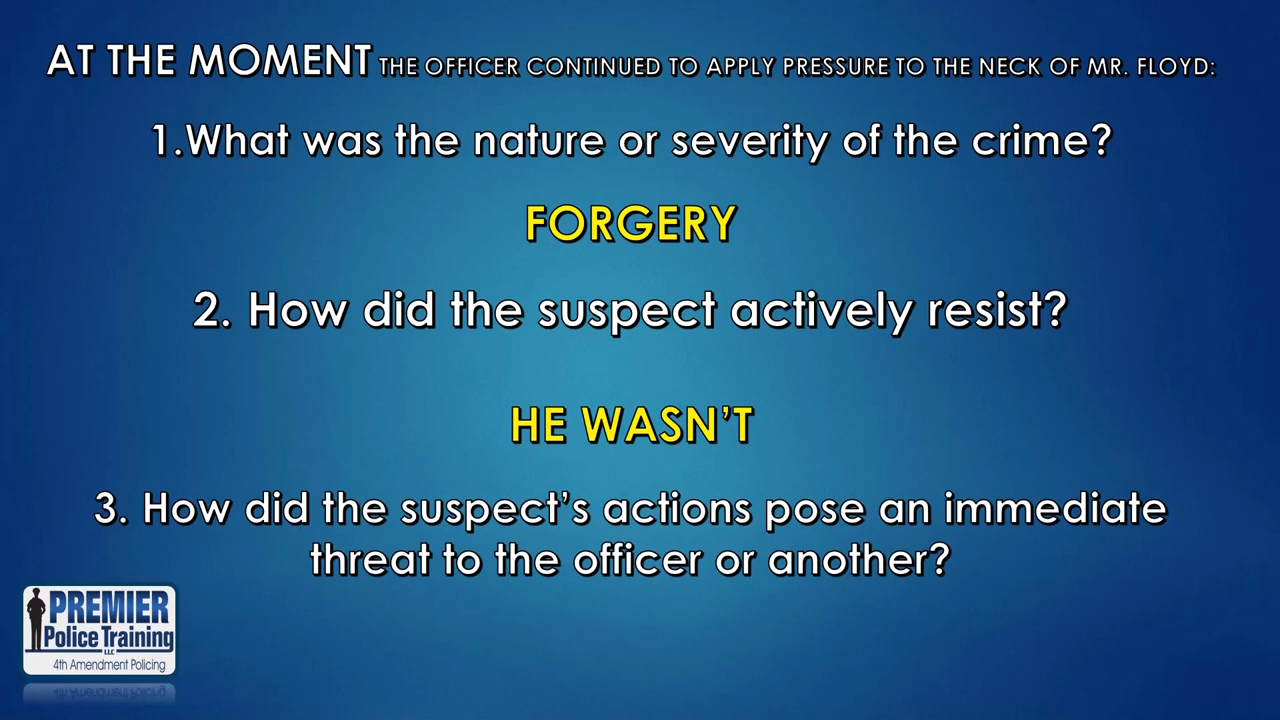 AT THE MOMENT THE OFFICER CONTINUED TO APPLY PRESSURE TO THE NECK OF MR. FLOYD:
1.What was the nature or severity of the crime?
FORGERY
2. How did the suspect actively resist?
HE WASN'T
3. How did the suspect's actions pose an immediate
threat to the officer or another?
PREMIER
Police Training
LLC
4th Amendment Policing